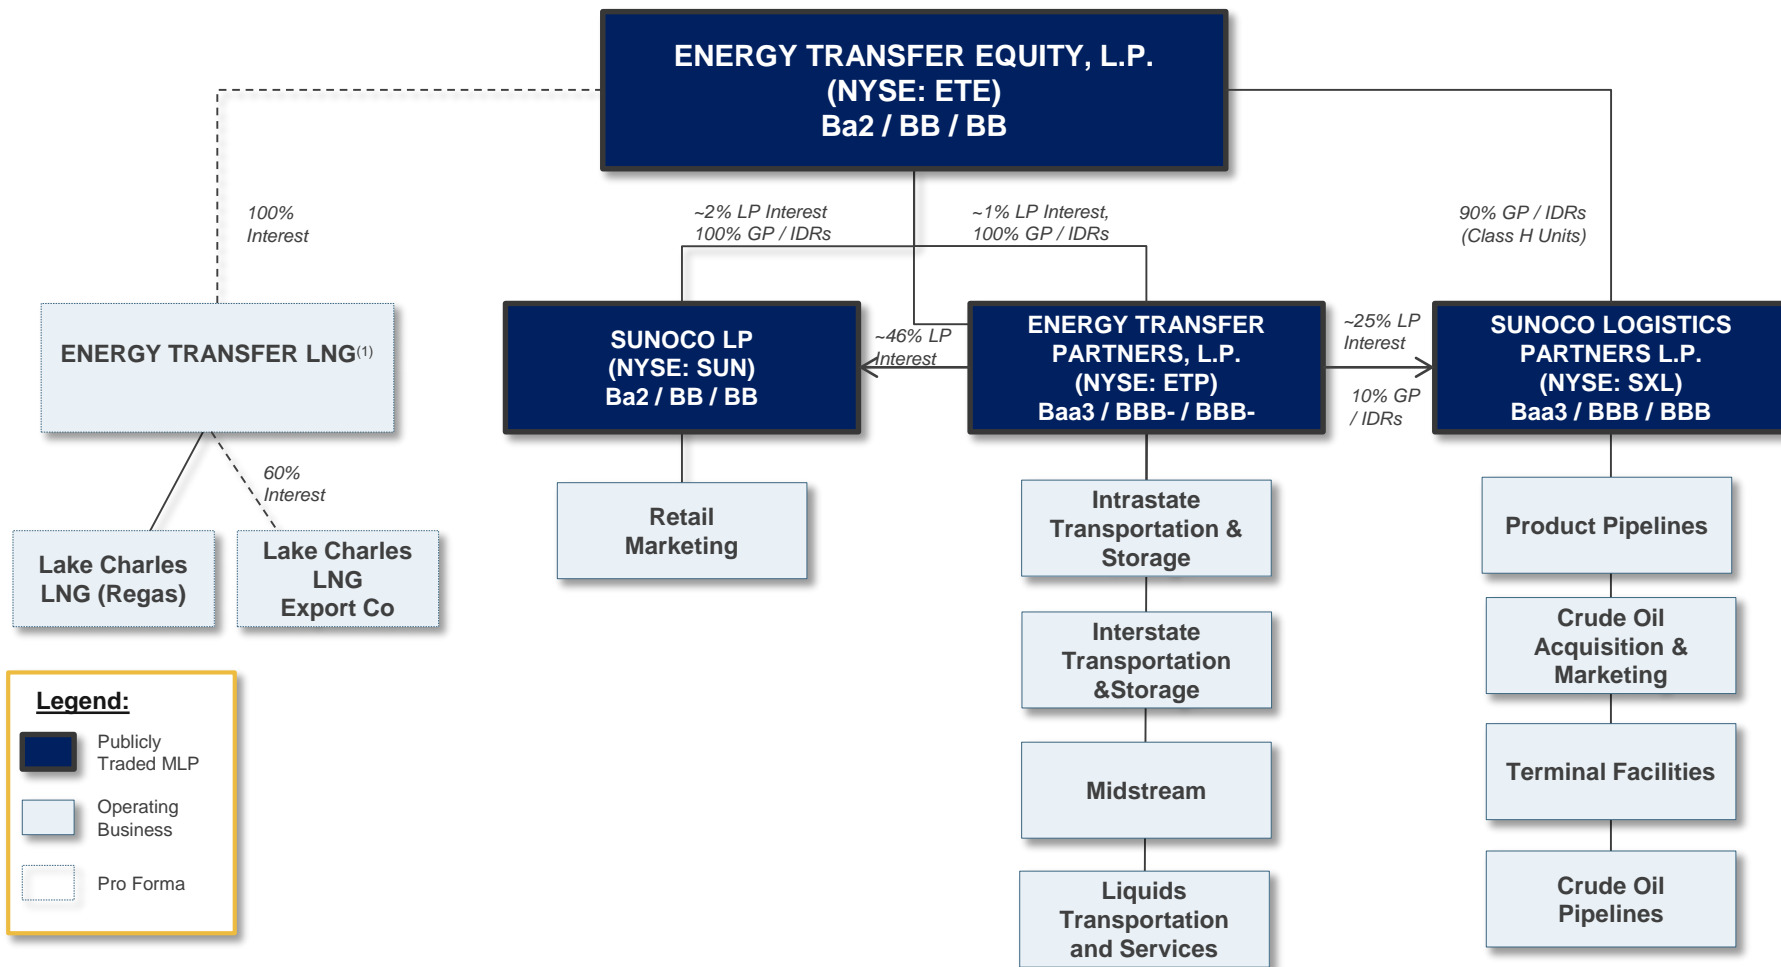 ENERGY TRANSFER EQUITY, L.P.
(NYSE: ETE)
Ba2 / BB / BB
100%
Interest
~2% LP Interest
100% GP / IDRs
~1% LP Interest,
100% GP / IDRs
90% GP / IDRs
(Class H Units)
ENERGY TRANSFER LNG(1)
SUNOCO LP
(NYSE: SUN)
Ba2 / BB / BB
~46% LP
Interest
ENERGY TRANSFER
PARTNERS, L.P.
(NYSE: ETP)
Baa3 / BBB- / BBB-
~25% LP
Interest
10% GP
/ IDRs
SUNOCO LOGISTICS
PARTNERS L.P.
(NYSE: SXL)
Baa3 / BBB / BBB
60%
Interest
Lake Charles
LNG (Regas)
Lake Charles
LNG
Export Co
Retail
Marketing
Intrastate
Transportation &
Storage
Interstate
Transportation
&Storage
Midstream
Liquids
Transportation
and Services
Product Pipelines
Crude Oil
Acquisition &
Marketing
Terminal Facilities
Crude Oil
Pipelines
Legend:
Publicly
Traded MLP
Operating
Business
Pro Forma